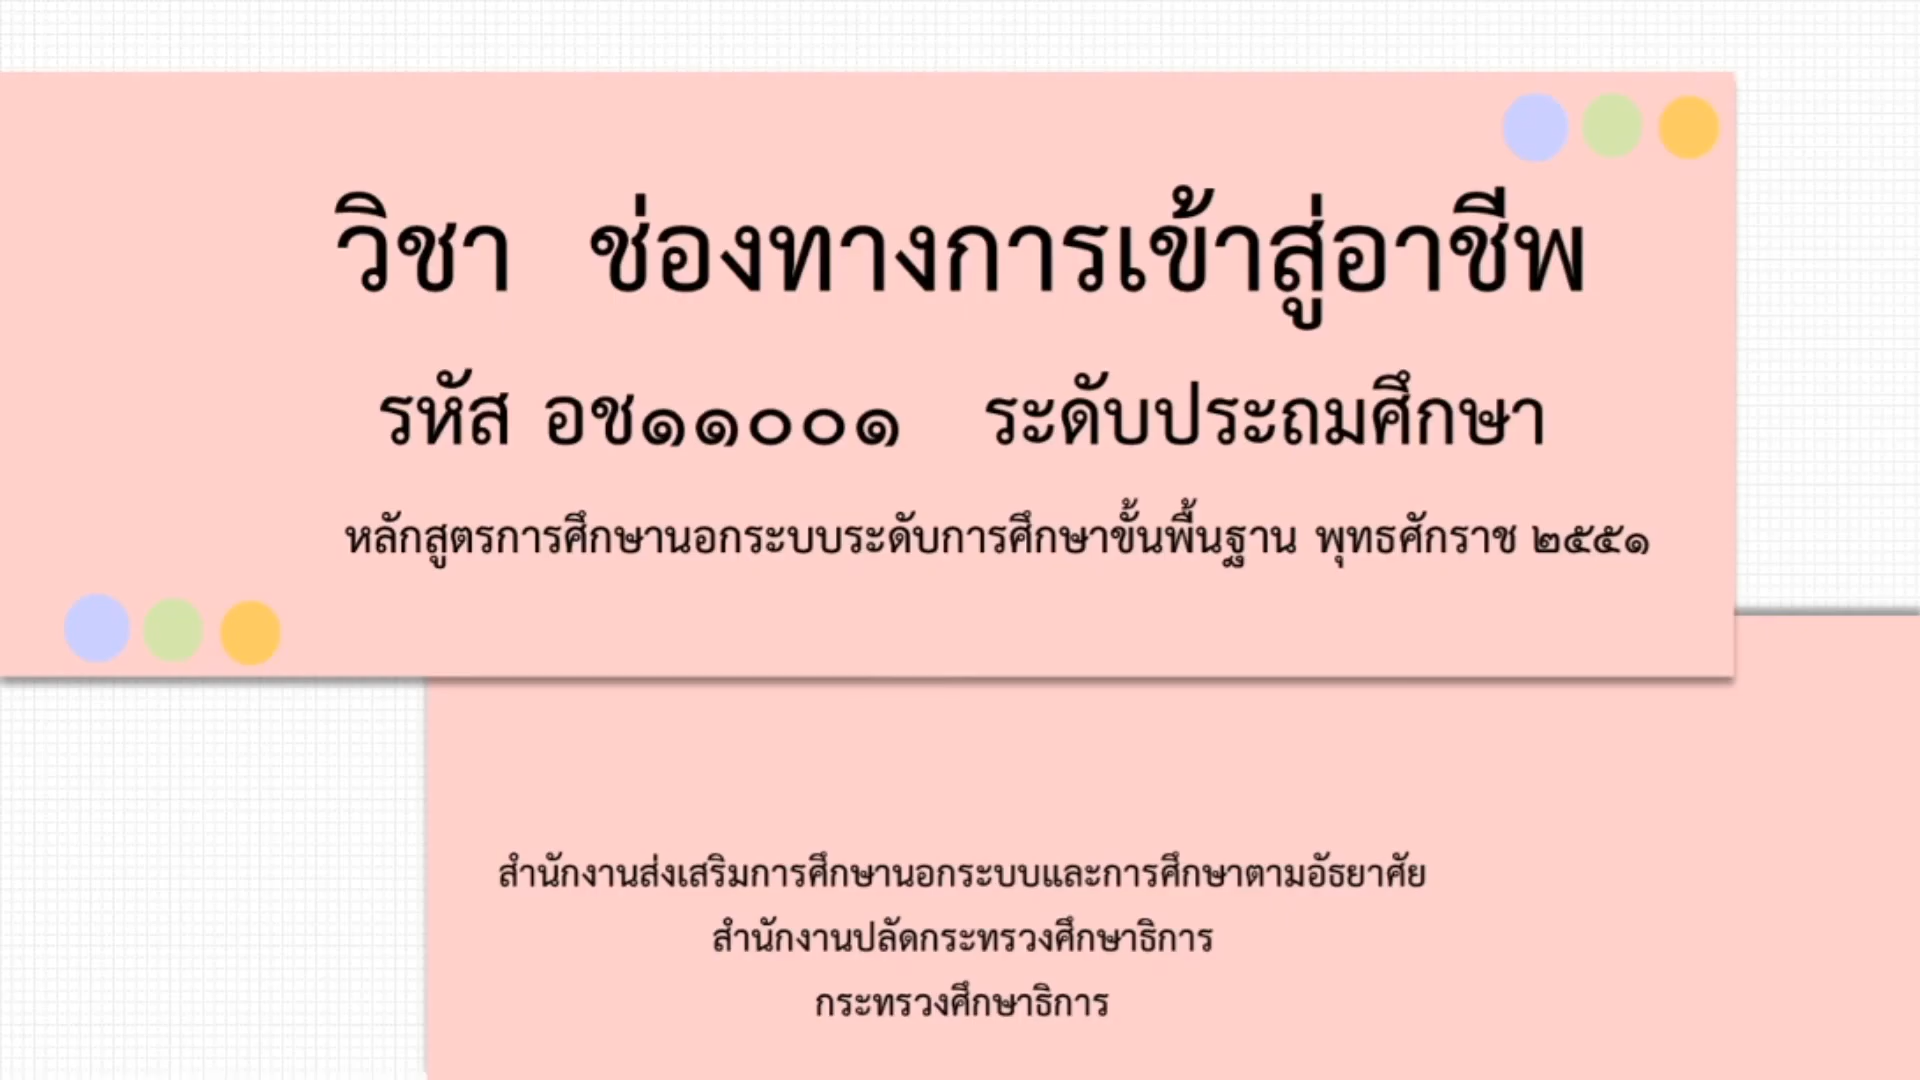 วิชา ช่องทางการเข้าสู่อาชีพ
รหัส อช๑๑๐๐๑ ระดับประถมศึกษา
หลักสูตรการศึกษานอกระบบระดับการศึกษาขั้นพื้นฐาน พุทธศักราช ๒๕๕๑
สำนักงานส่งเสริมการศึกษานอกระบบและการศึกษาตามอัธยาศัย
สำนักงานปลัดกระทรวงศึกษาธิการ
กระทรวงศึกษาธิการ